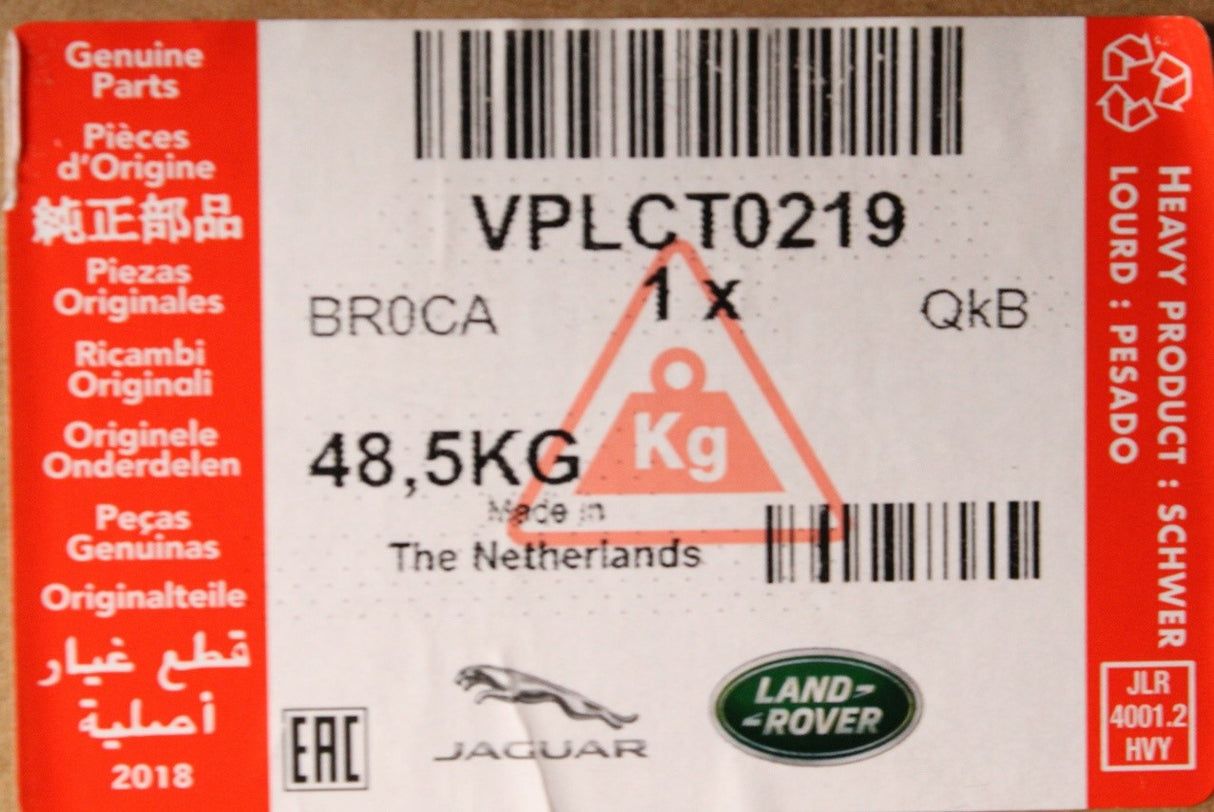 Genuine
Parts
Pièces
d'Origine
純正部品
Piezas
Originales
Ricambi
Originali
Originele
Onderdelen
Peças
Genuinas
Originalteile
قطع غيار
أصلية
2018
VPLCT0219
1 x
BR0CA
QkB
48,5KG
Kg
Made in
The Netherlands
EAC
JAGUAR
LAND-
-ROVER
HEAVY PRODUCT : SCHWER
LOURD : PESADO
JLR
4001.2
HVY